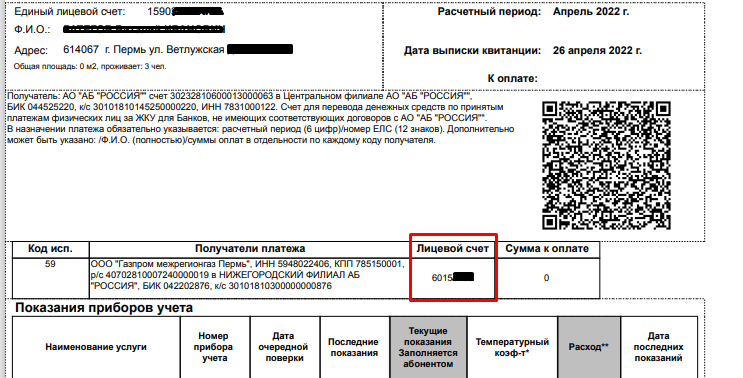 Единый лицевой счет: 1590
Расчетный период: Апрель 2022 г.
Ф.И.О.:
Адрес: 614067 г. Пермь ул. Ветлужская
Дата выписки квитанции: 26 апреля 2022 г.
Общая площадь: 0 м2, проживает: 3 чел.
К оплате:
Получатель: АО "АБ "РОССИЯ"" счет 30232810600013000063 в Центральном филиале АО "АБ "РОССИЯ"",
БИК 044525220, к/с 30101810145250000220, ИНН 7831000122. Счет для перевода денежных средств по принятым
платежам физических лиц за ЖКУ для Банков, не имеющих соответствующих договоров с АО "АБ "РОССИЯ"".
В назначении платежа обязательно указывается: расчетный период (6 цифр)/номер ЕЛС (12 знаков). Дополнительно
может быть указано: /Ф.И.О. (полностью)/суммы оплат в отдельности по каждому коду получателя.
Код исп. Получатели платежа Лицевой счет Сумма к оплате
59 ООО "Газпром межрегионгаз Пермь", ИНН 5948022406, КПП 785150001,
р/с 40702810007240000019 в НИЖЕГОРОДСКИЙ ФИЛИАЛ АБ
"РОССИЯ", БИК 042202876, к/с 30101810300000000876
6015 0
Показания приборов учета
Наименование услуги
Номер
прибора
учета
Дата
очередной
поверки
Последние
показания
Текущие
показания
Заполняется
абонентом
Температурный
коэф-т*
Расход**
Дата
последних
показаний